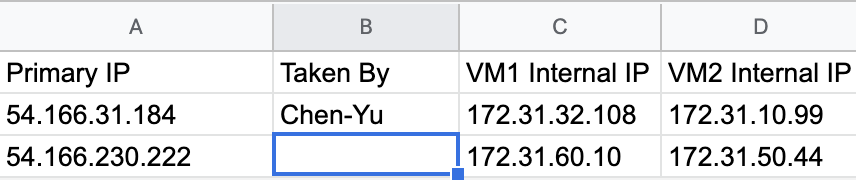 A B C D
Primary IP Taken By VM1 Internal IP VM2 Internal IP
54.166.31.184 Chen-Yu 172.31.32.108 172.31.10.99
54.166.230.222 172.31.60.10 172.31.50.44